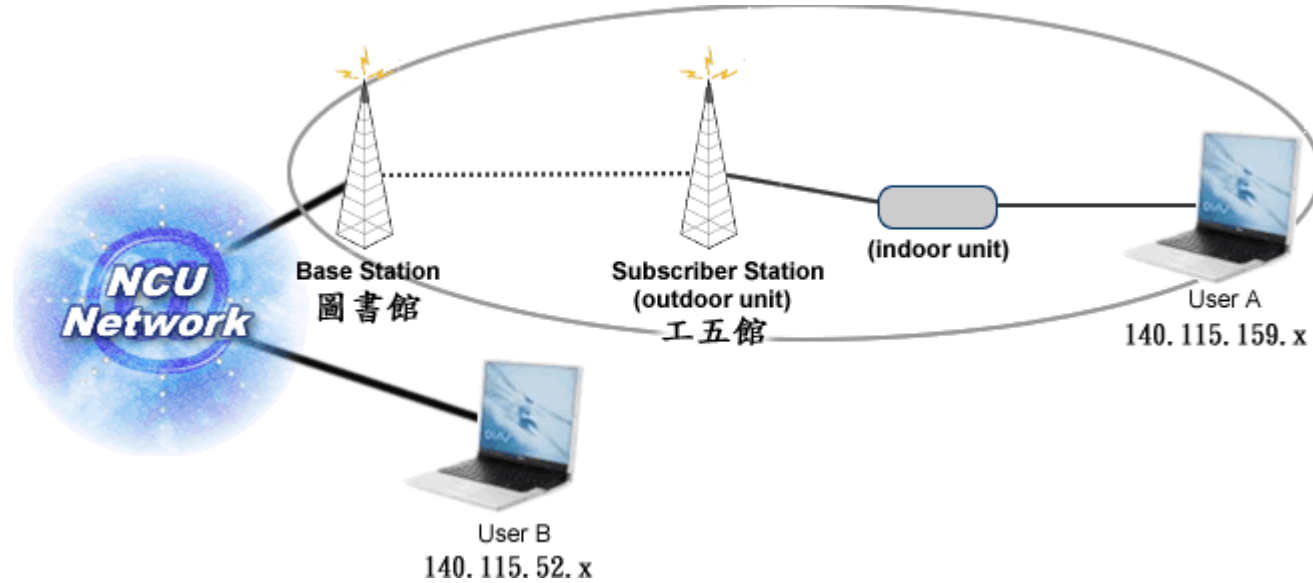 NCU
Network
Base Station
圖書館
Subscriber Station
(outdoor unit)
工五館
(indoor unit)
User A
140.115.159.x
User B
140.115.52.x